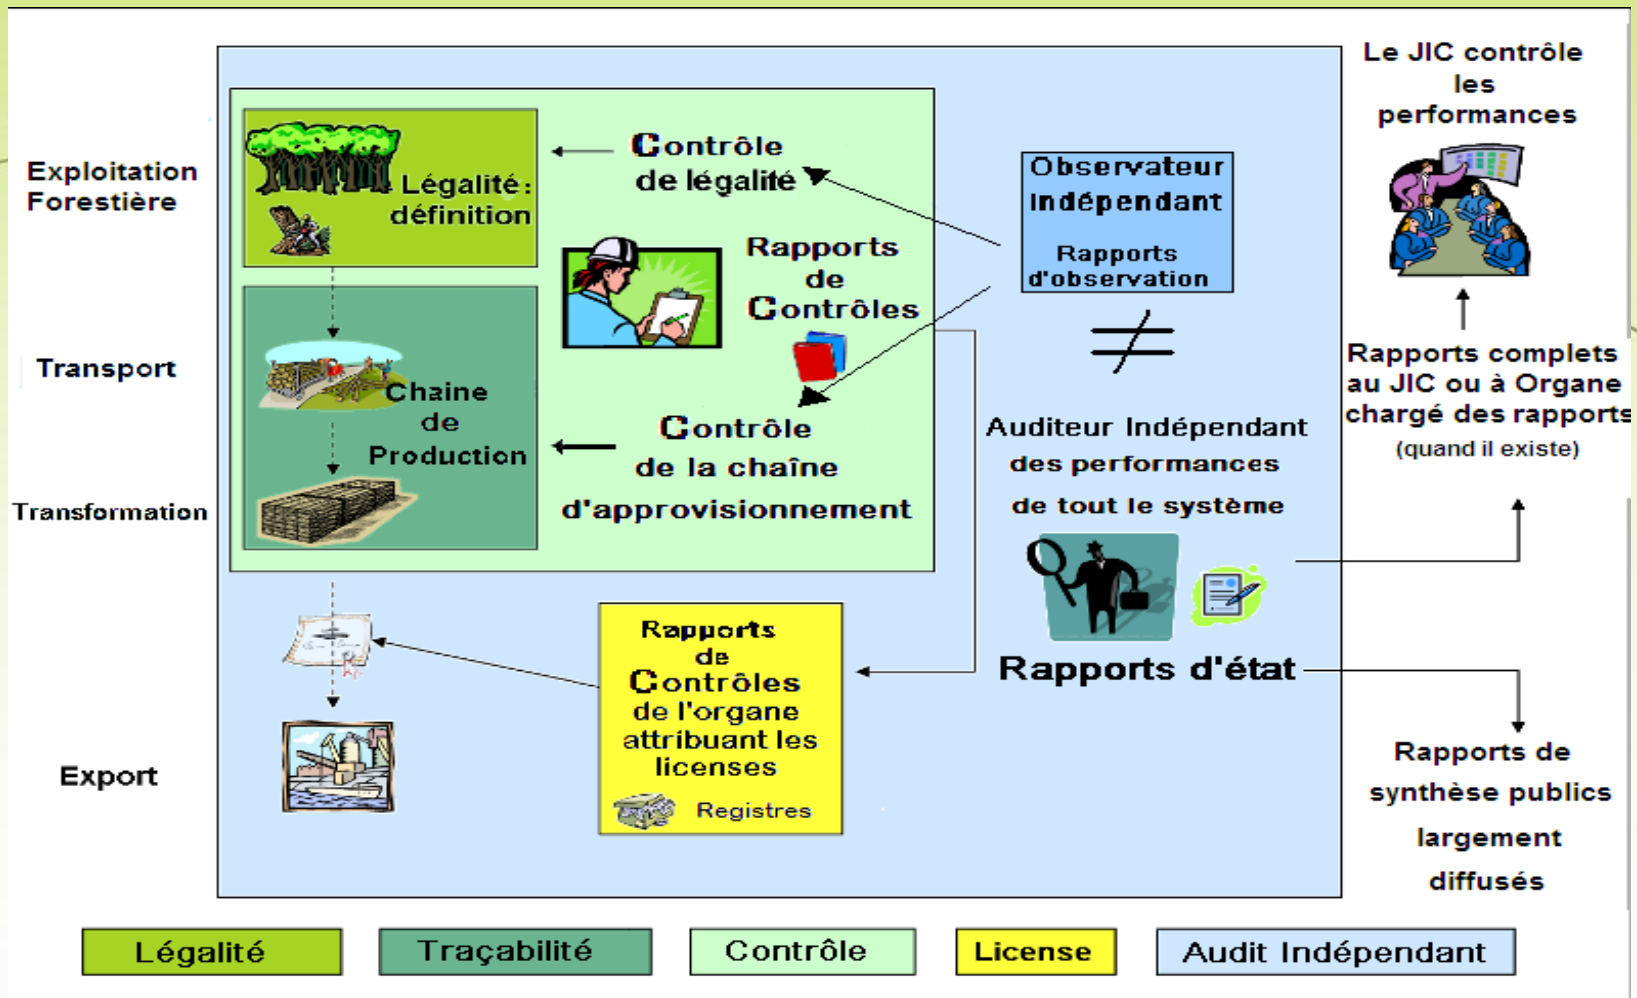 Exploitation
Forestière
Transport
Transformation
Export
Légalité :
définition
Chaine
de
Production
Contrôle
de légalité
Rapports
de
Contrôles
Contrôle
de la chaîne
d'approvisionnement
Rapports
de
Contrôles
de l'organe
attribuant les
licenses
Registres
Observateur
Indépendant
Rapports
d'observation
≠
Auditeur Indépendant
des performances
de tout le système
Rapports d'état
Le JIC contrôle
les
performances
Rapports complets
au JIC ou à Organe
chargé des rapports
(quand il existe)
Rapports de
synthèse publics
largement
diffusés
Légalité
Traçabilité
Contrôle
License
Audit Indépendant